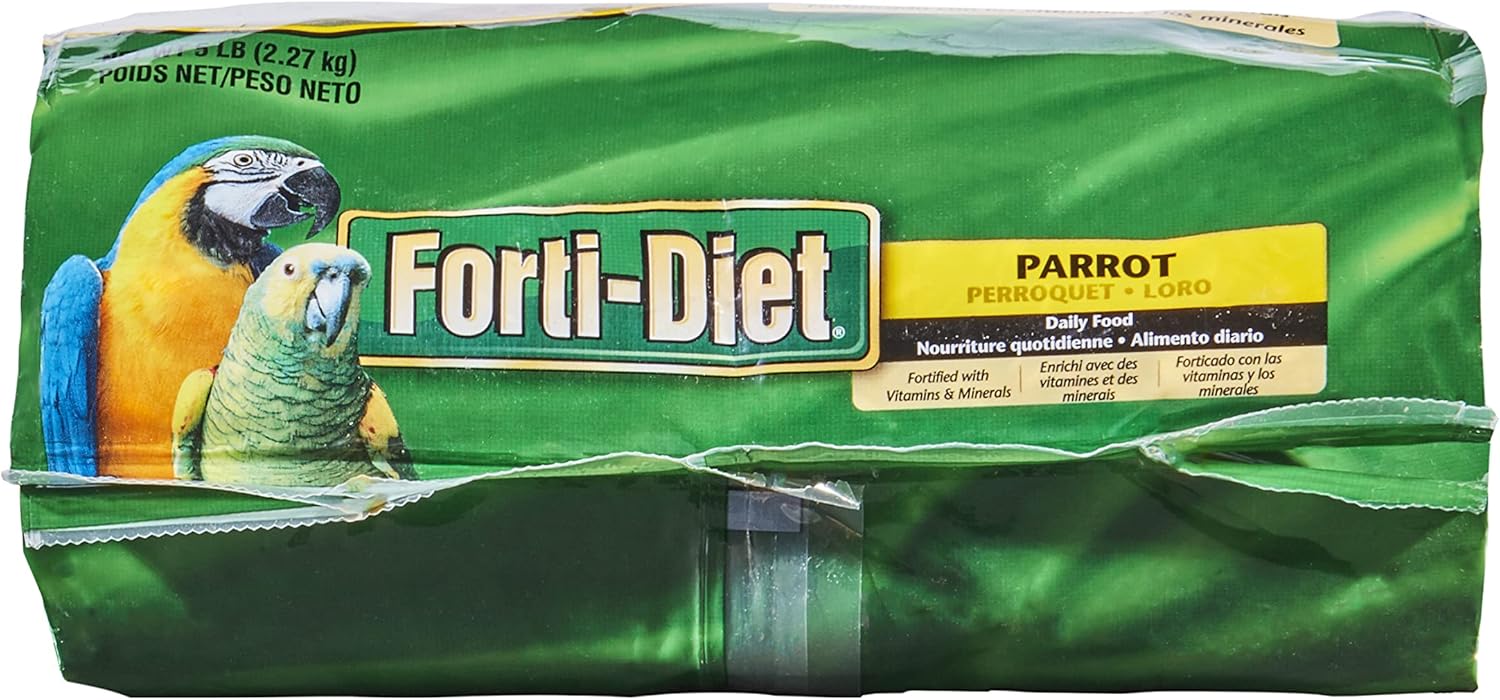 los minerales
WT 5 LB (2.27 kg)
POIDS NET/PESO NETO
Forti-Diet®
PARROT
PERROQUET • LORO
Daily Food
Nourriture quotidienne • Alimento diario
Fortified with
Vitamins & Minerals
Enrichi avec des
vitamines et des
minerais
Forticado con las
vitaminas y los
minerales